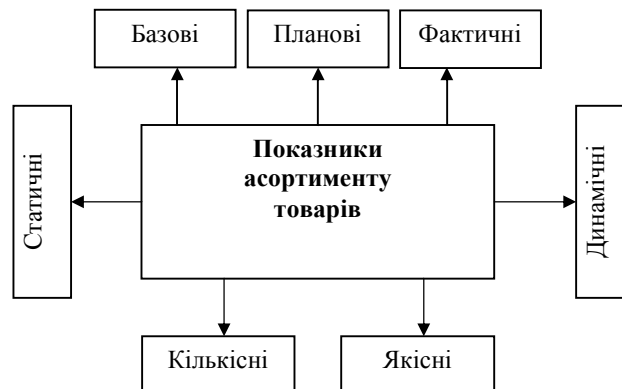 Базові
Планові
Фактичні
Статичні
Показники
асортименту
товарів
Динамічні
Кількісні
Якісні